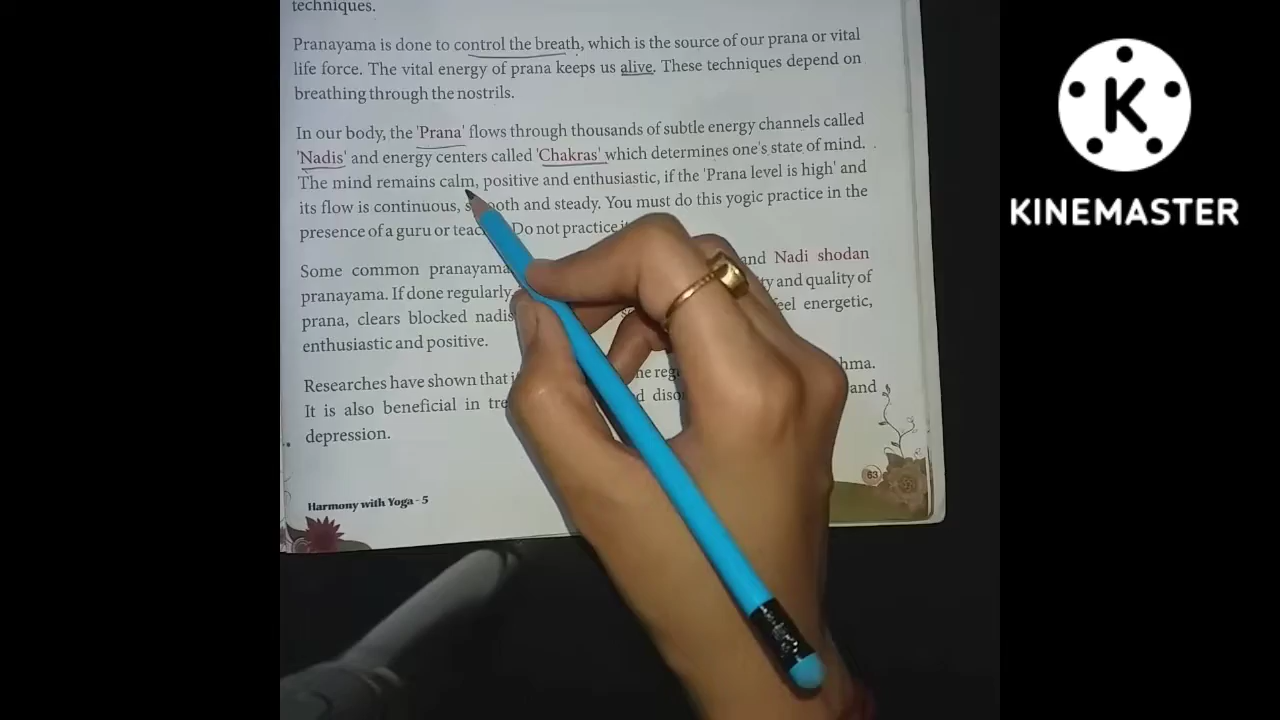 techniques.
Pranayama is done to control the breath, which is the source of our prana or vital
life force. The vital energy of prana keeps us alive. These techniques depend on
breathing through the nostrils.
In our body, the 'Prana' flows through thousands of subtle energy channels called
'Nadis' and energy centers called 'Chakras' which determines one's state of mind.
The mind remains calm, positive and enthusiastic, if the 'Prana level is high' and
its flow is continuous, smooth and steady. You must do this yogic practice in the
presence of a guru or Do not practice
Some common pranayama and Nadi shodan
pranayama. If done regularly, and quality of
prana, clears blocked nadis feel energetic,
enthusiastic and positive.
Researches have shown that
It is also beneficial in and
depression.
63
Harmony with Yoga - 5
K
KINEMASTER